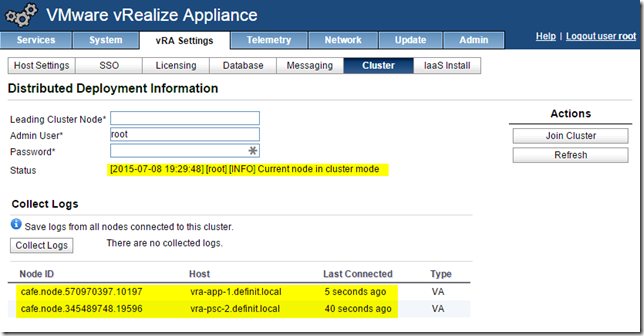 VMware vRealize Appliance
Services System vRA Settings Telemetry Network Update Admin Help | Logout user root
Host Settings SSO Licensing Database Messaging Cluster IaaS Install
Distributed Deployment Information
Actions
Leading Cluster Node*
Admin User* root
Join Cluster
Password*
Refresh
Status [2015-07-08 19:29:48] [root] [INFO] Current node in cluster mode
Collect Logs
Save logs from all nodes connected to this cluster.
Collect Logs There are no collected logs.
Node ID Host Last Connected Type
cafe.node.570970397.10197 vra-app-1.definit.local 5 seconds ago VA
cafe.node.345489748.19596 vra-psc-2.definit.local 40 seconds ago VA